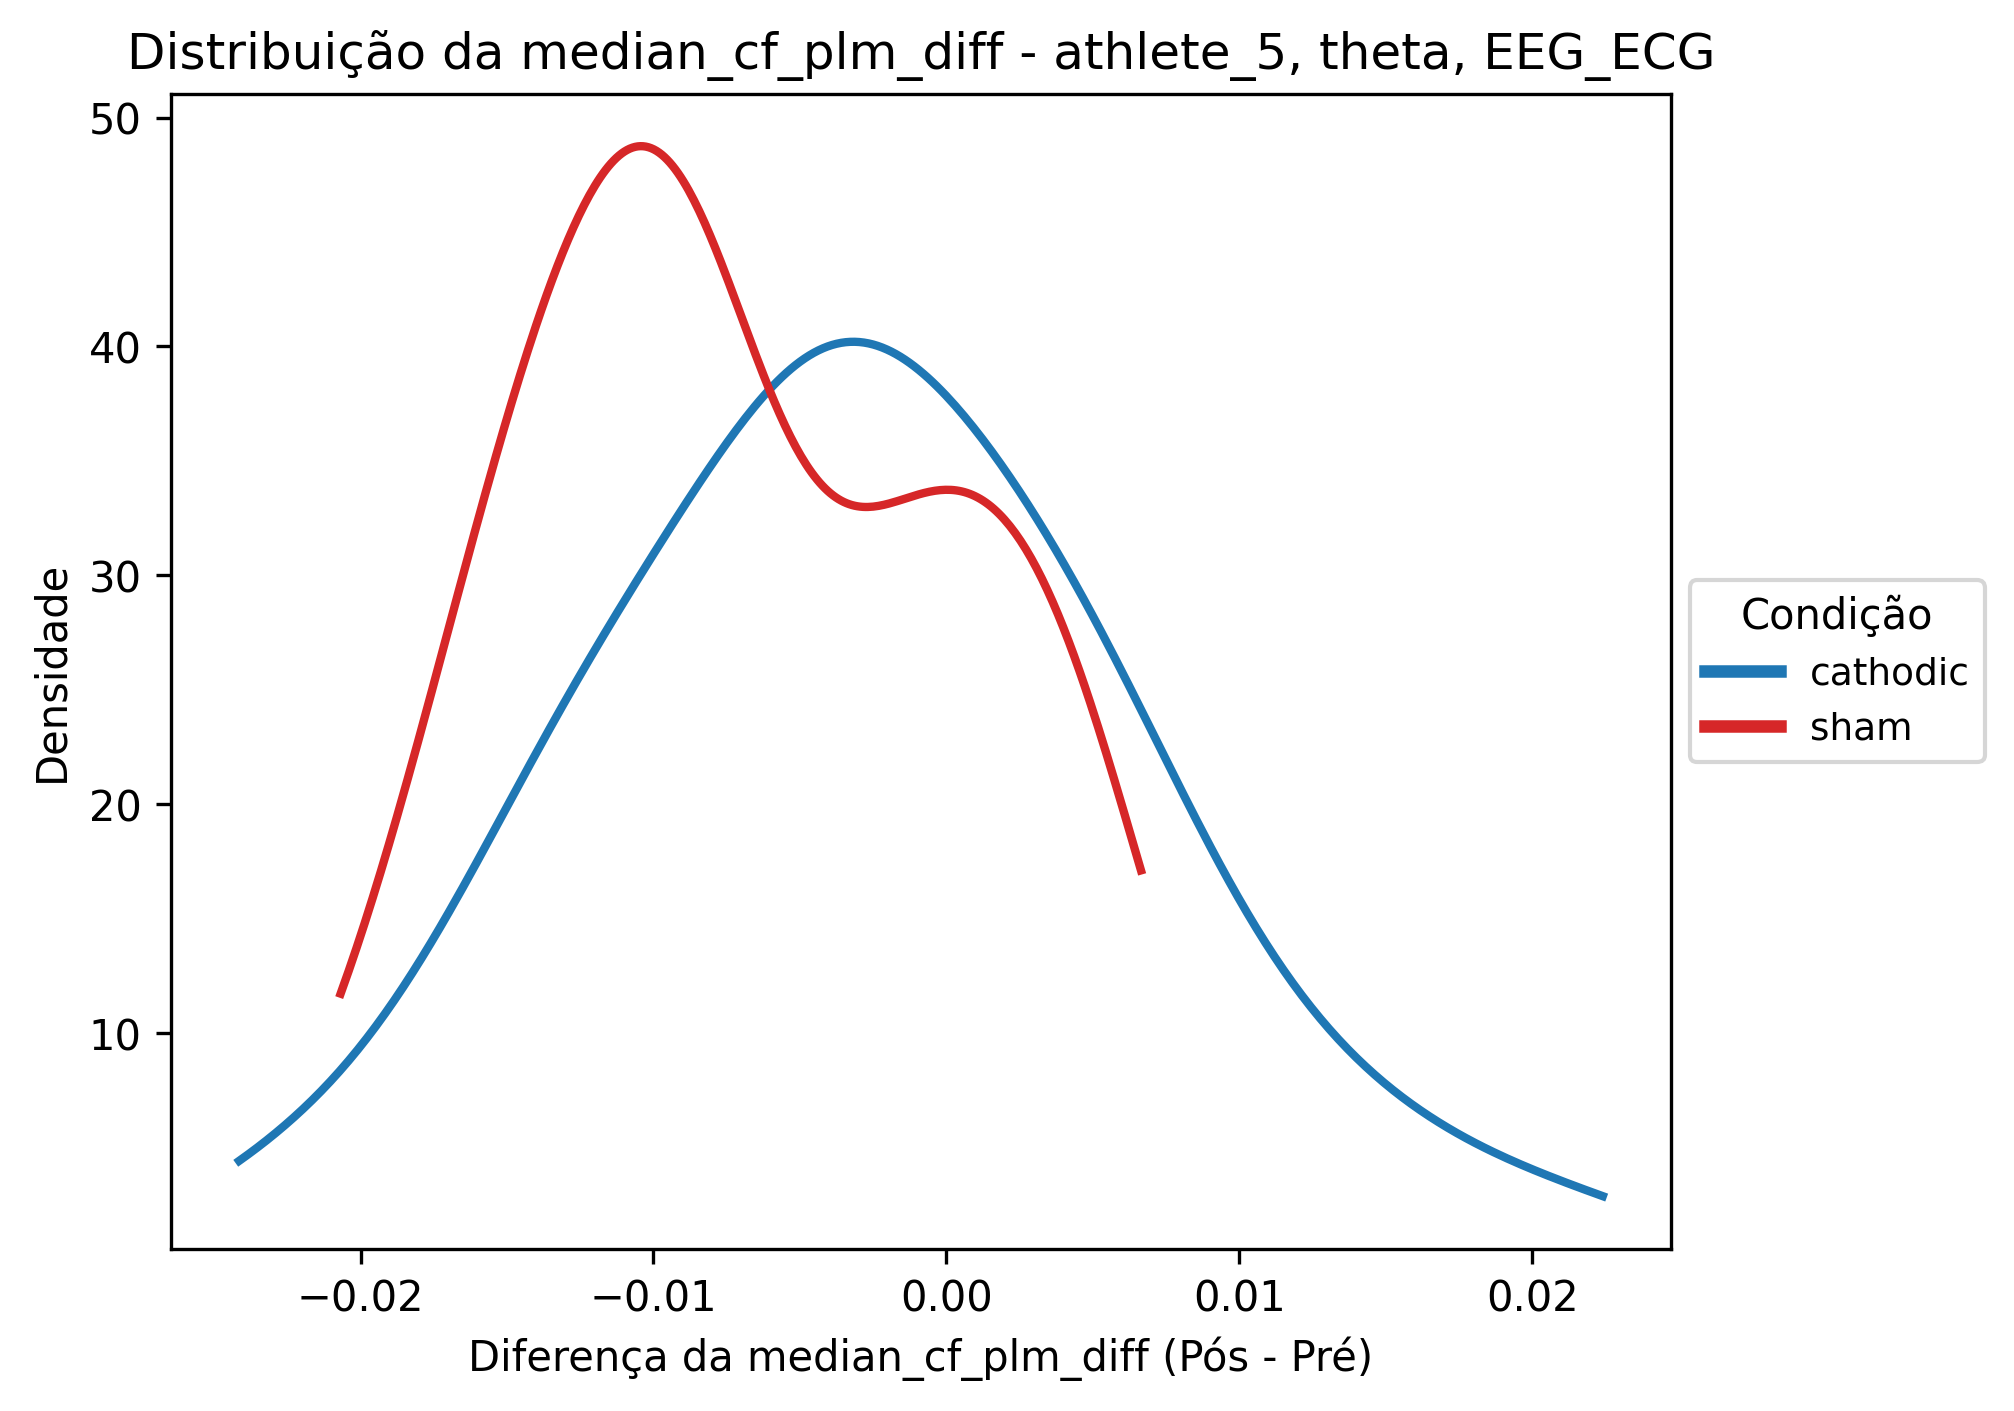 Distribuição da median_cf_plm_diff - athlete_5, theta, EEG_ECG
50
40
30
20
10
Densidade
−0.02
−0.01
0.00
0.01
0.02
Diferença da median_cf_plm_diff (Pós - Pré)
Condição
cathodic
sham